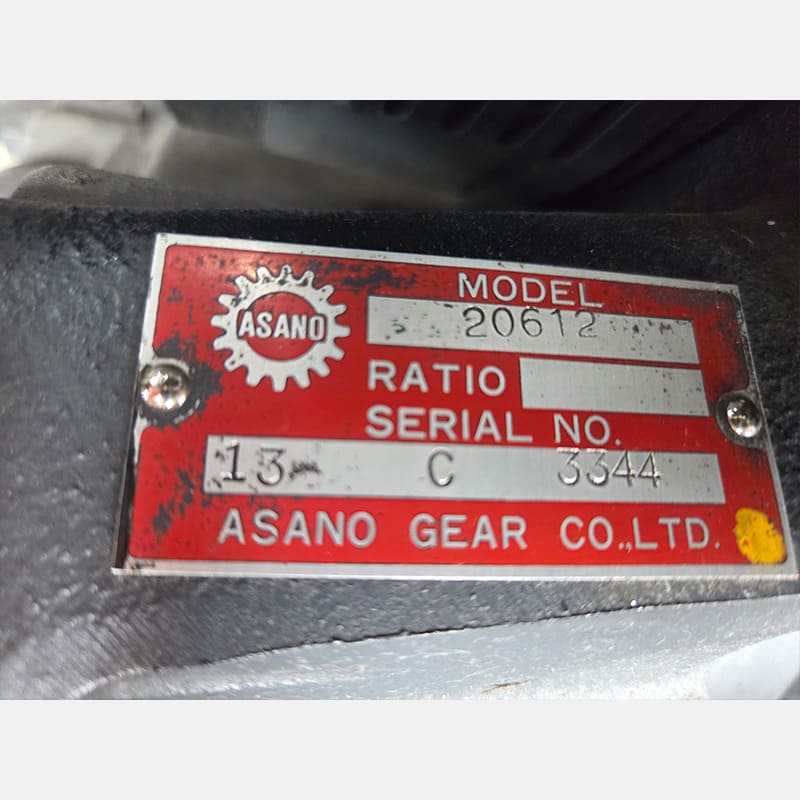 ASANO
MODEL
20612
RATIO
SERIAL NO.
13 C 3344
ASANO GEAR CO.,LTD.